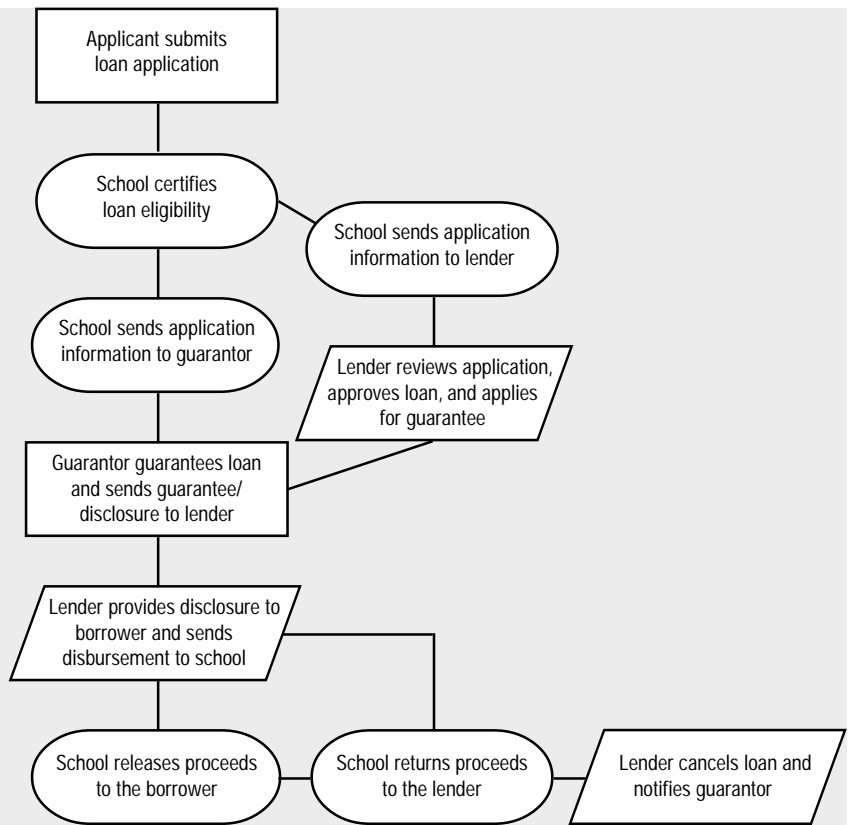 Applicant submits
loan application
School certifies
loan eligibility
School sends application
information to lender
School sends application
information to guarantor
Lender reviews application,
approves loan, and applies
for guarantee
Guarantor guarantees loan
and sends guarantee/
disclosure to lender
Lender provides disclosure to
borrower and sends
disbursement to school
School releases proceeds
to the borrower
School returns proceeds
to the lender
Lender cancels loan and
notifies guarantor